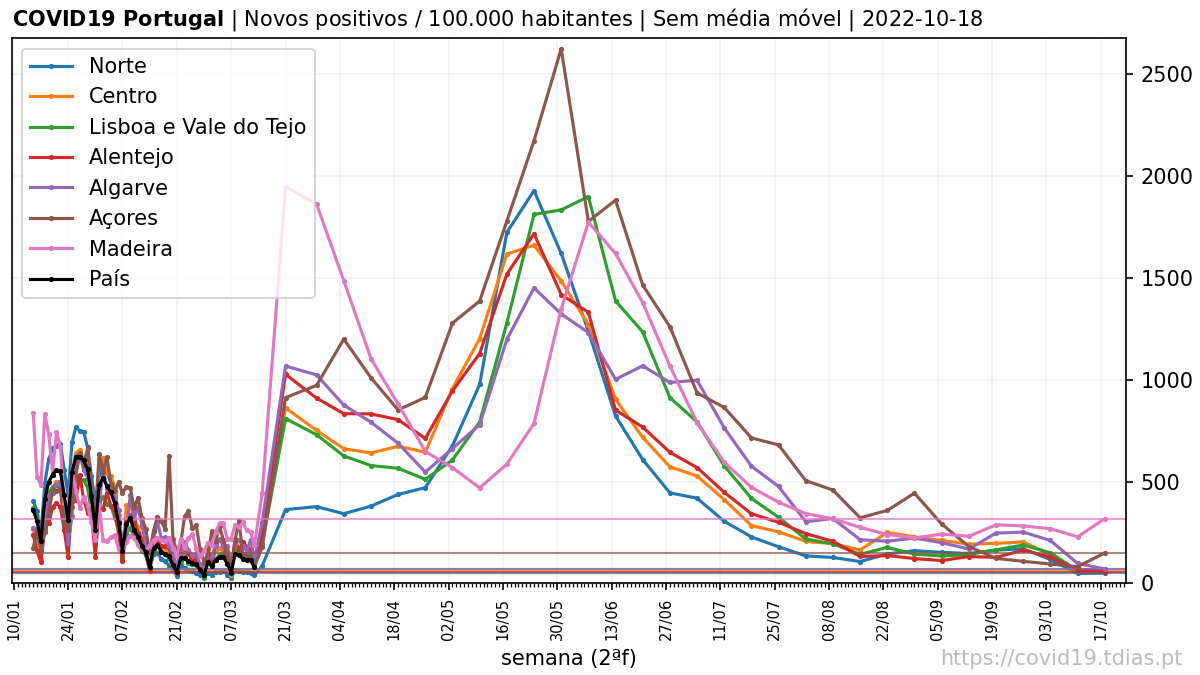 COVID19 Portugal | Novos positivos / 100.000 habitantes | Sem média móvel | 2022-10-18
Norte
Centro
Lisboa e Vale do Tejo
Alentejo
Algarve
Açores
Madeira
País
2500
2000
1500
1000
500
0
10/01 24/01 07/02 21/02 07/03 21/03 04/04 18/04 02/05 16/05 30/05 13/06 27/06 11/07 25/07 08/08 22/08 05/09 19/09 03/10 17/10
semana (2ªf)
https://covid19.tdias.pt